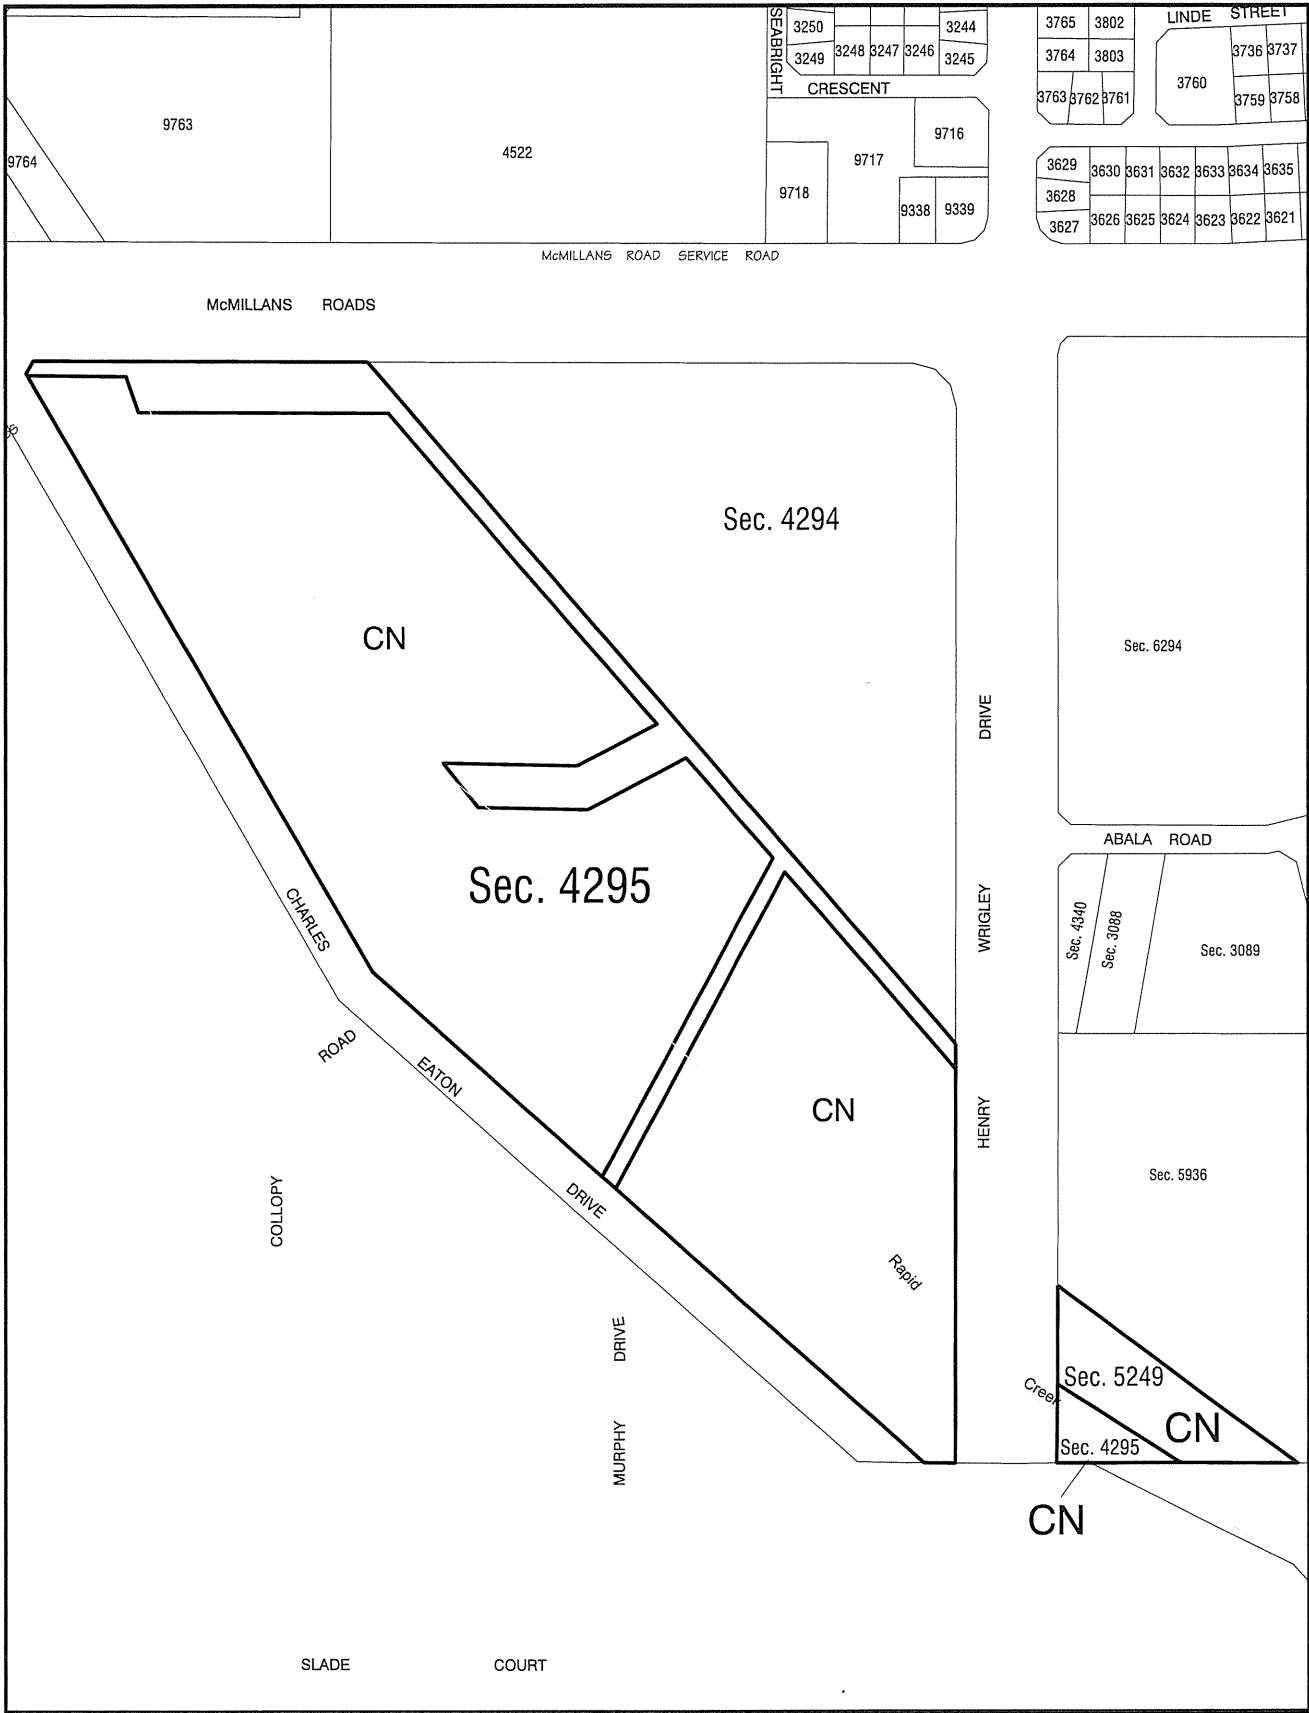 LINDE STREET
SEABRIGHT
CRESCENT
3250
3249
3248
3247
3246
3244
3245
3765
3802
3764
3803
3763
3762
3761
3760
3736
3737
3759
3758
9763
9764
4522
9716
9717
9718
9338
9339
3629
3628
3627
3630
3631
3632
3633
3634
3635
3626
3625
3624
3623
3622
3621
McMILLANS ROAD SERVICE ROAD
McMILLANS ROADS
Sec. 4294
CN
Sec. 6294
DRIVE
WRIGLEY
HENRY
ABALA ROAD
Sec. 4295
Sec. 4340
Sec. 3088
Sec. 3089
CHARLES
EATON
DRIVE
ROAD
COLLOPY
CN
Sec. 5936
Rapid
Creek
DRIVE
MURPHY
Sec. 5249
CN
Sec. 4295
CN
SLADE COURT